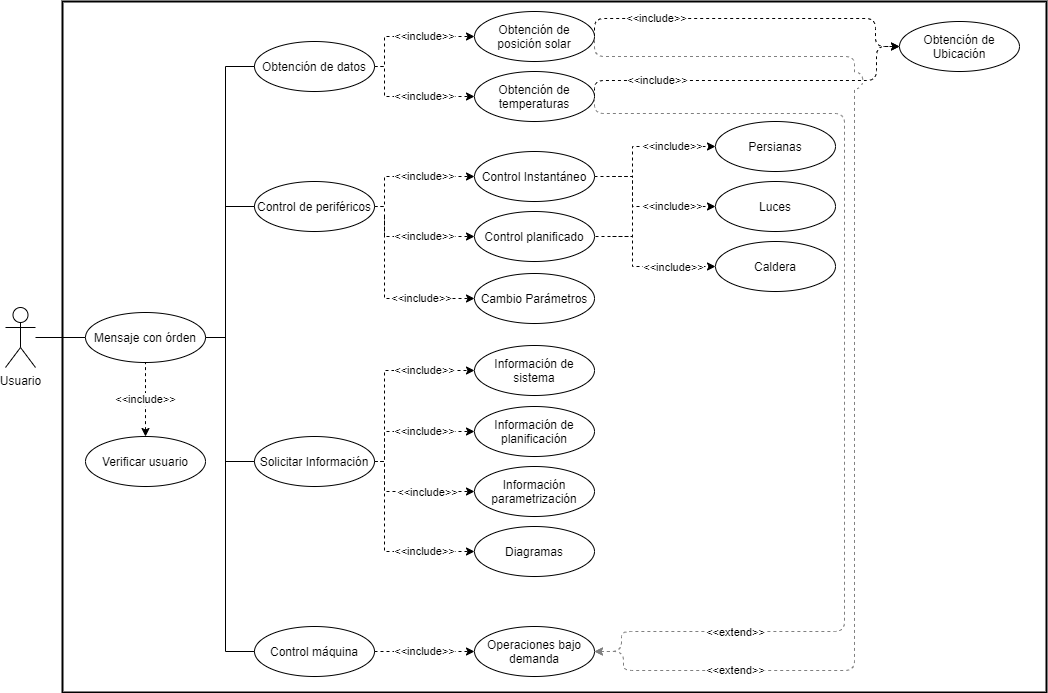 <<include>>
Obtención de
posición solar
<<include>>
Obtención de
Ubicación
Obtención de datos
<<include>>
Obtención de
temperaturas
<<include>>
<<include>>
Control Instantáneo
<<include>>
Persianas
Control de periféricos
<<include>>
Control planificado
<<include>>
Luces
<<include>>
Caldera
<<include>>
Cambio Parámetros
Usuario
Mensaje con órden
<<include>>
Verificar usuario
<<include>>
Información de
sistema
<<include>>
Información de
planificación
Solicitar Información
<<include>>
Información
parametrización
<<include>>
Diagramas
Control máquina
<<include>>
Operaciones bajo
demanda
<<extend>>
<<extend>>